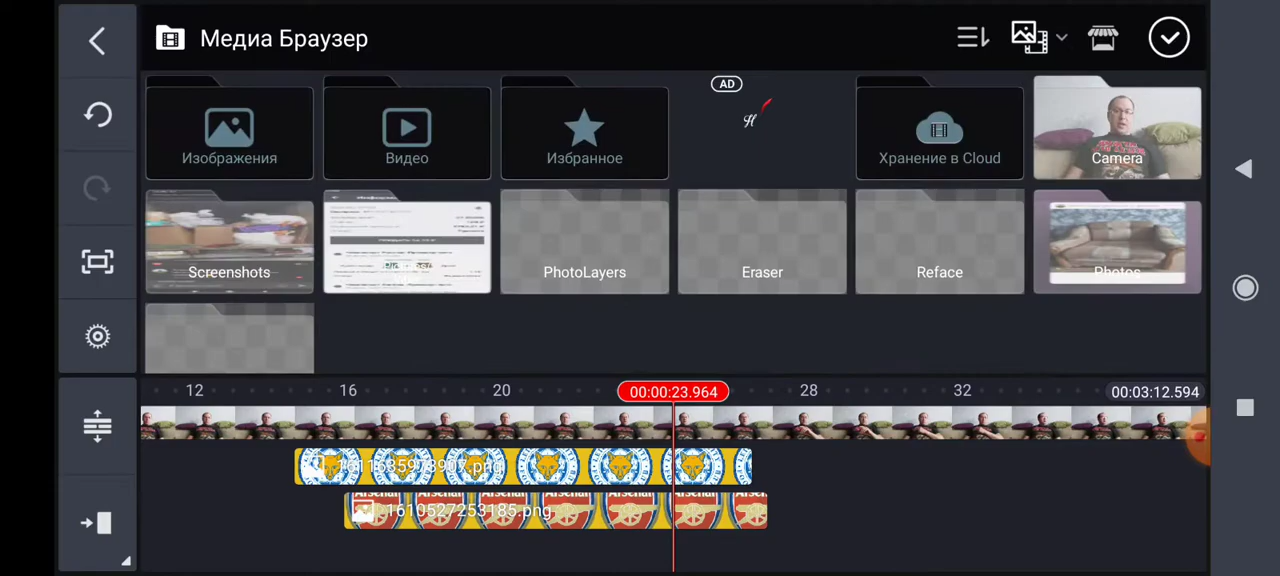 Медиа Браузер
AD
Изображения
Видео
Избранное
Хранение в Cloud
Camera
Screenshots
PhotoLayers
Eraser
Reface
Photos
12
16
20
00:00:23.964
28
32
00:03:12.594
1610527253185.png
Arsenal